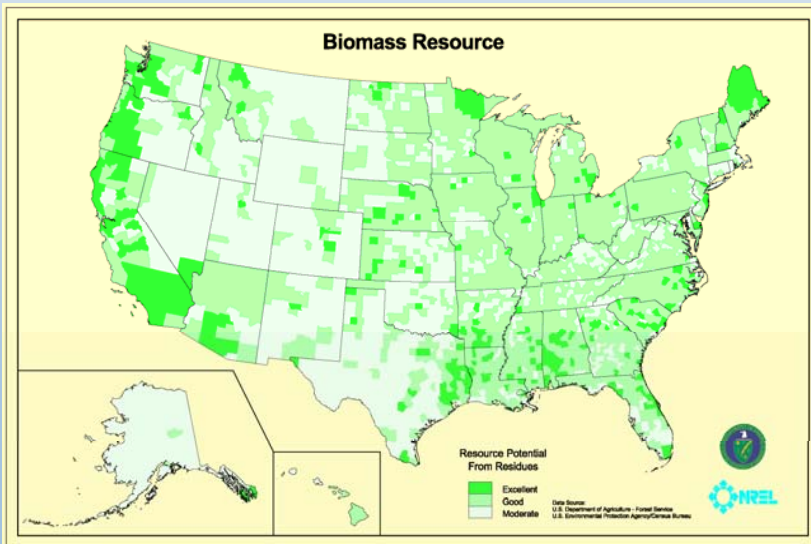 Biomass Resource
Resource Potential
From Residues
Excellent
Good
Moderate
Data Source:
U.S. Department of Agriculture - Forest Service
U.S. Environmental Protection Agency/Census Bureau
NREL